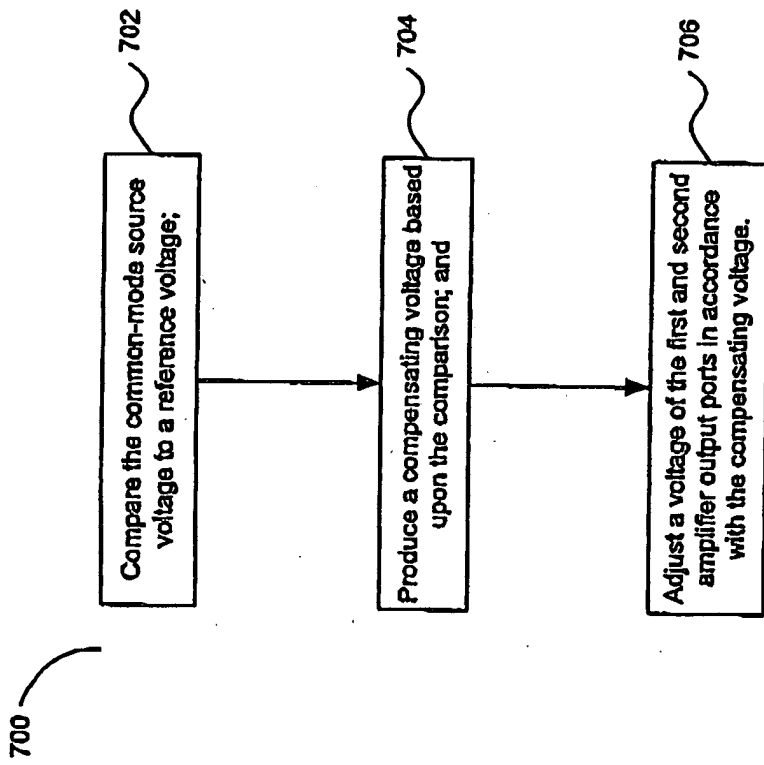 700
702
Compare the common-mode source
voltage to a reference voltage;
704
Produce a compensating voltage based
upon the comparison; and
706
Adjust a voltage of the first and second
amplifier output ports in accordance
with the compensating voltage.